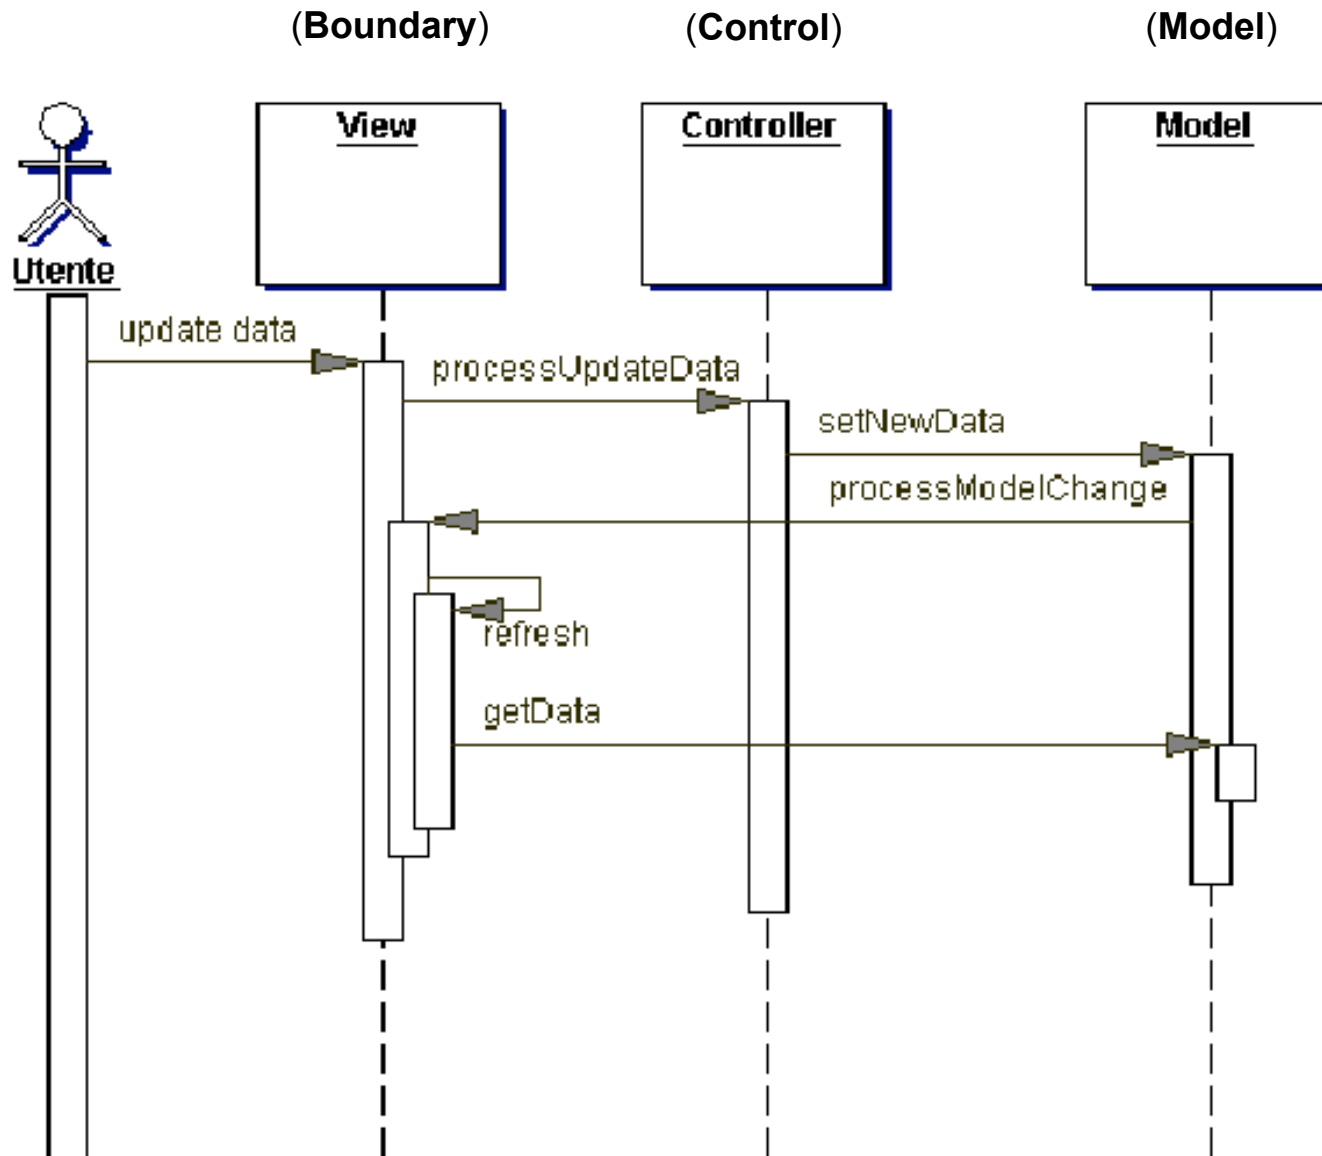 (Boundary)
(Control)
(Model)
View
Controller
Model
Utente
update data
processUpdateData
setNewData
processModelChange
refresh
getData